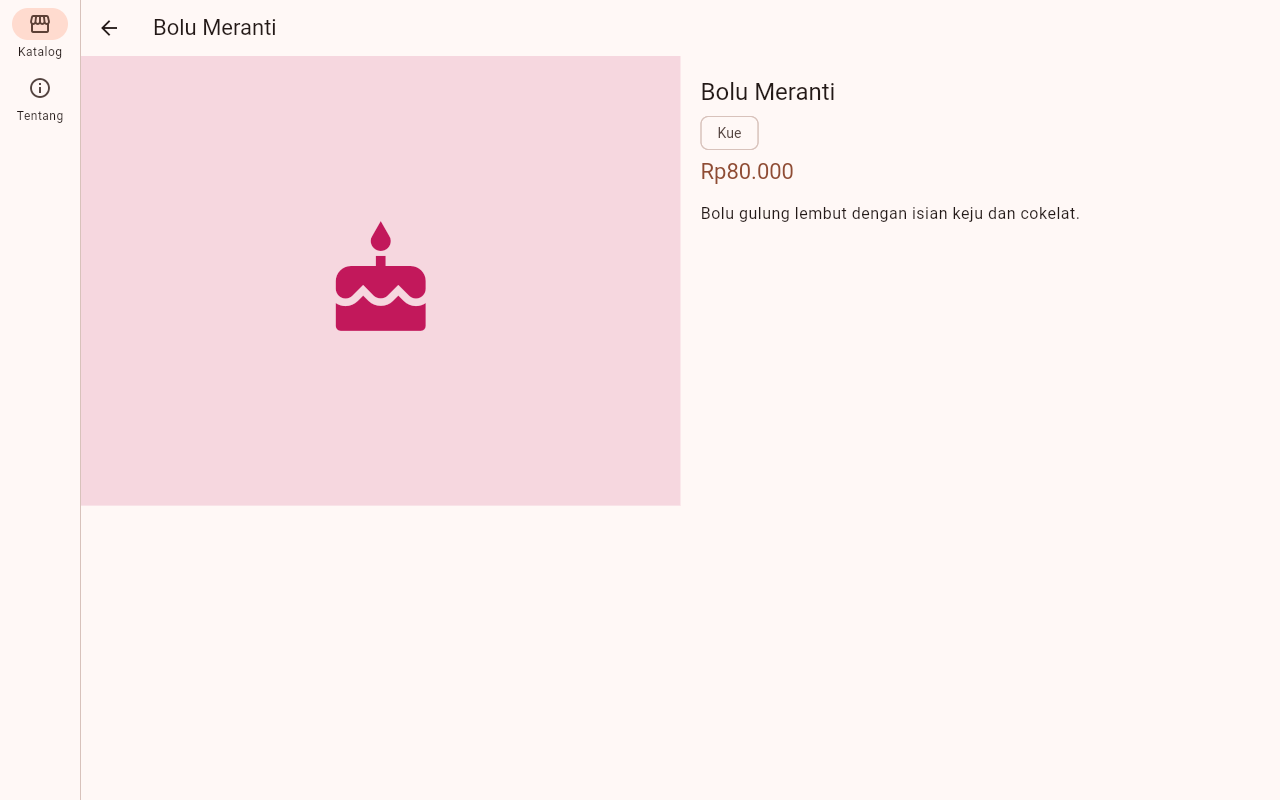 Katalog
Tentang
Bolu Meranti
Bolu Meranti
Kue
Rp80.000
Bolu gulung lembut dengan isian keju dan cokelat.